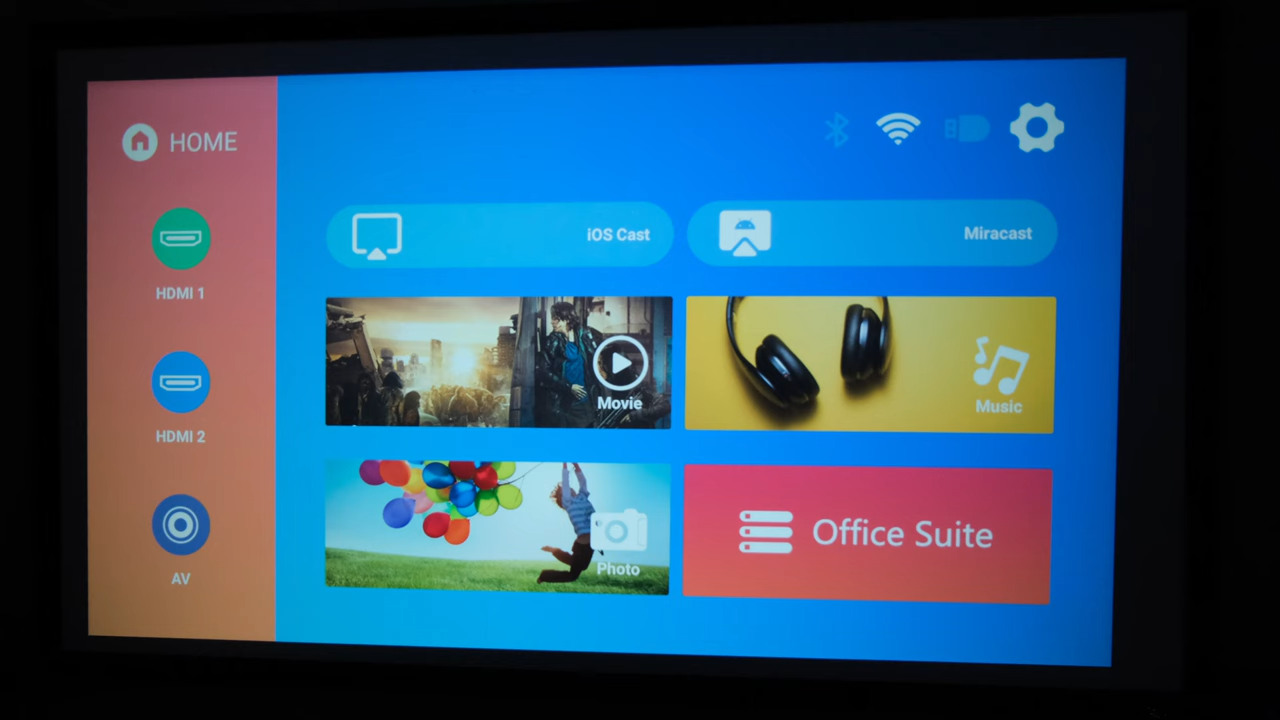 HOME
HDMI 1
HDMI 2
AV
iOS Cast
Miracast
Movie
Music
Photo
Office Suite